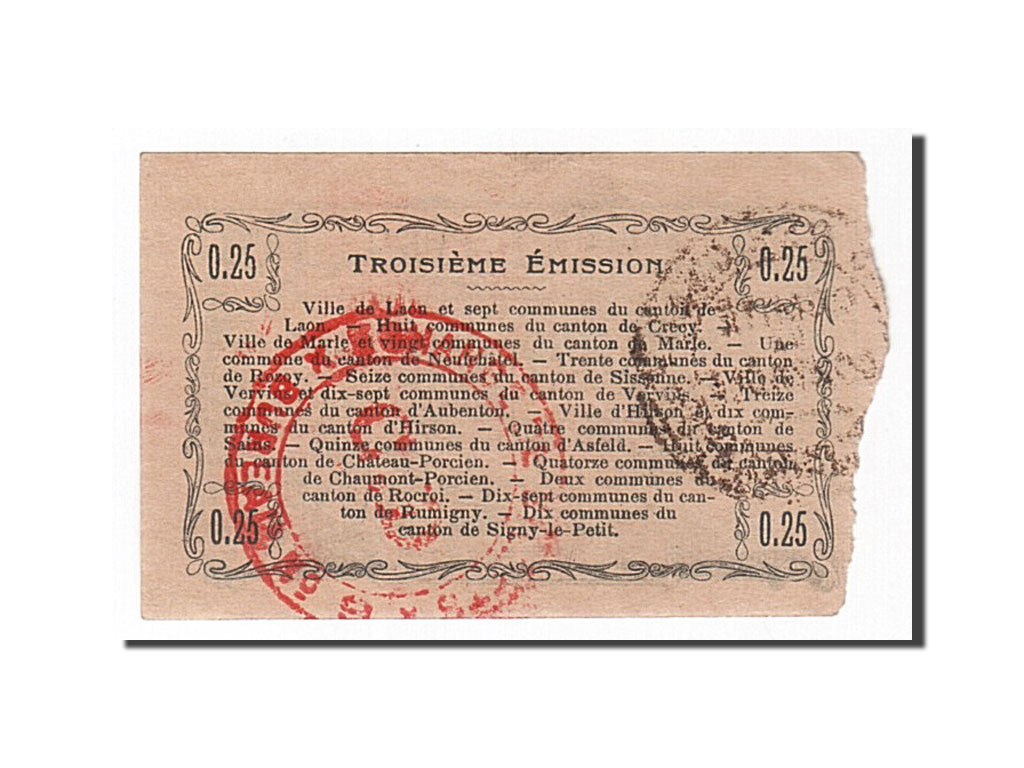 0.25 TROISIÈME ÉMISSION 0.25
Ville de Laon et sept communes du canton de
Laon. — Huit communes du canton de Crécy. —
Ville de Marle et vingt communes du canton de Marle. — Une
commune du canton de Neufchâtel. — Trente communes du canton
de Rozoy. — Seize communes du canton de Sissonne. — Ville de
Vervins et dix-sept communes du canton de Vervins. — Treize
communes du canton d'Aubenton. — Ville d'Hirson et dix com-
munes du canton d'Hirson. — Quatre communes du canton de
Sains. — Quinze communes du canton d'Asfeld. — Huit communes
du canton de Château-Porcien. — Quatorze communes du canton
de Chaumont-Porcien. — Deux communes du
canton de Rocroi. — Dix-sept communes du can-
ton de Rumigny. — Dix communes du
canton de Signy-le-Petit.
0.25 0.25